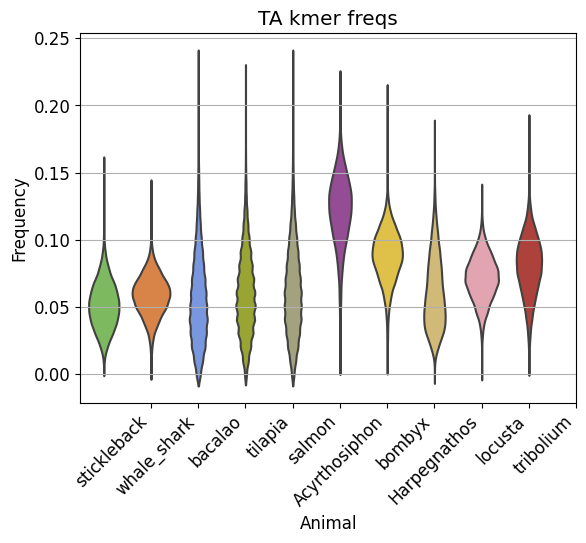 TA kmer freqs
0.25
0.20
0.15
0.10
0.05
0.00
Frequency
stickleback
whale_shark
bacalao
tilapia
salmon
Acyrthosiphon
bombyx
Harpegnathos
locusta
tribolium
Animal